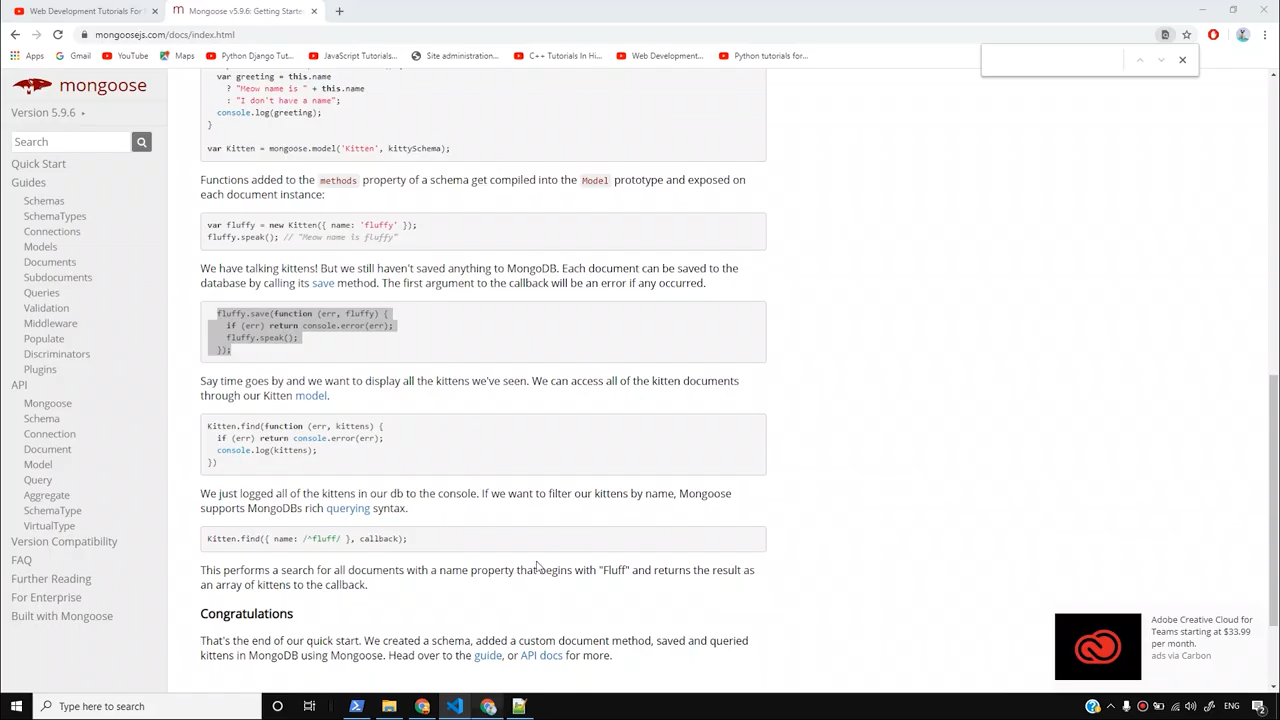 Web Development Tutorials For
Mongoose v5.9.6: Getting Starte
mongoosejs.com/docs/index.html
Apps
Gmail
YouTube
Maps
Python Django Tut...
JavaScript Tutorials...
Site administration...
C++ Tutorials In Hi...
Web Development...
Python tutorials for...
mongoose
Version 5.9.6
Search
Quick Start
Guides
Schemas
SchemaTypes
Connections
Models
Documents
Subdocuments
Queries
Validation
Middleware
Populate
Discriminators
Plugins
API
Mongoose
Schema
Connection
Document
Model
Query
Aggregate
SchemaType
VirtualType
Version Compatibility
FAQ
Further Reading
For Enterprise
Built with Mongoose
var greeting = this.name
? "Meow name is " + this.name
: "I don't have a name";
console.log(greeting);
}
var Kitten = mongoose.model('Kitten', kittySchema);
Functions added to the methods property of a schema get compiled into the Model prototype and exposed on
each document instance:
var fluffy = new Kitten({ name: 'fluffy' });
fluffy.speak(); // "Meow name is fluffy"
We have talking kittens! But we still haven't saved anything to MongoDB. Each document can be saved to the
database by calling its save method. The first argument to the callback will be an error if any occurred.
fluffy.save(function (err, fluffy) {
if (err) return console.error(err);
fluffy.speak();
});
Say time goes by and we want to display all the kittens we've seen. We can access all of the kitten documents
through our Kitten model.
Kitten.find(function (err, kittens) {
if (err) return console.error(err);
console.log(kittens);
})
We just logged all of the kittens in our db to the console. If we want to filter our kittens by name, Mongoose
supports MongoDBs rich querying syntax.
Kitten.find({ name: /^fluff/ }, callback);
This performs a search for all documents with a name property that begins with "Fluff" and returns the result as
an array of kittens to the callback.
Congratulations
That's the end of our quick start. We created a schema, added a custom document method, saved and queried
kittens in MongoDB using Mongoose. Head over to the guide, or API docs for more.
Adobe Creative Cloud for
Teams starting at $33.99
per month.
ads via Carbon
Type here to search
ENG